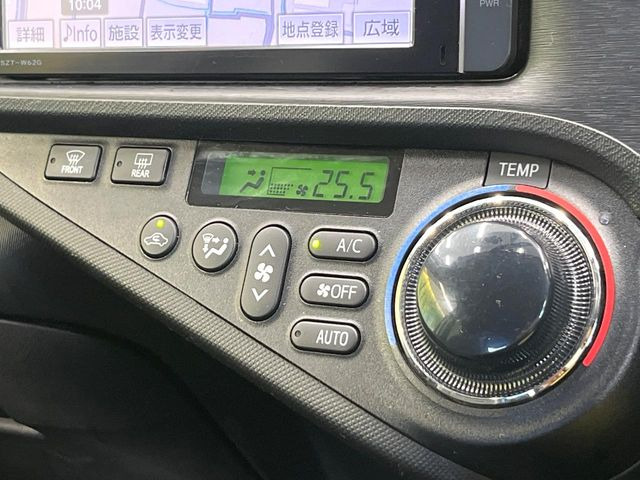 10:04
詳細 ♪Info 施設 表示変更 地点登録 広域
SZT-W62G
PWR
FRONT
REAR
25.5
TEMP
A/C
OFF
AUTO